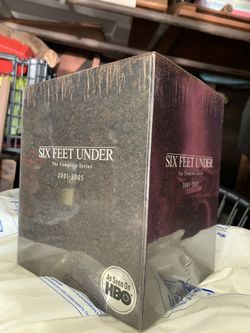 SIX FEET UNDER
The Complete Series
2001-2005
As Seen On
HBO
SIX FEET UNDER
The Complete Series
2001-2005